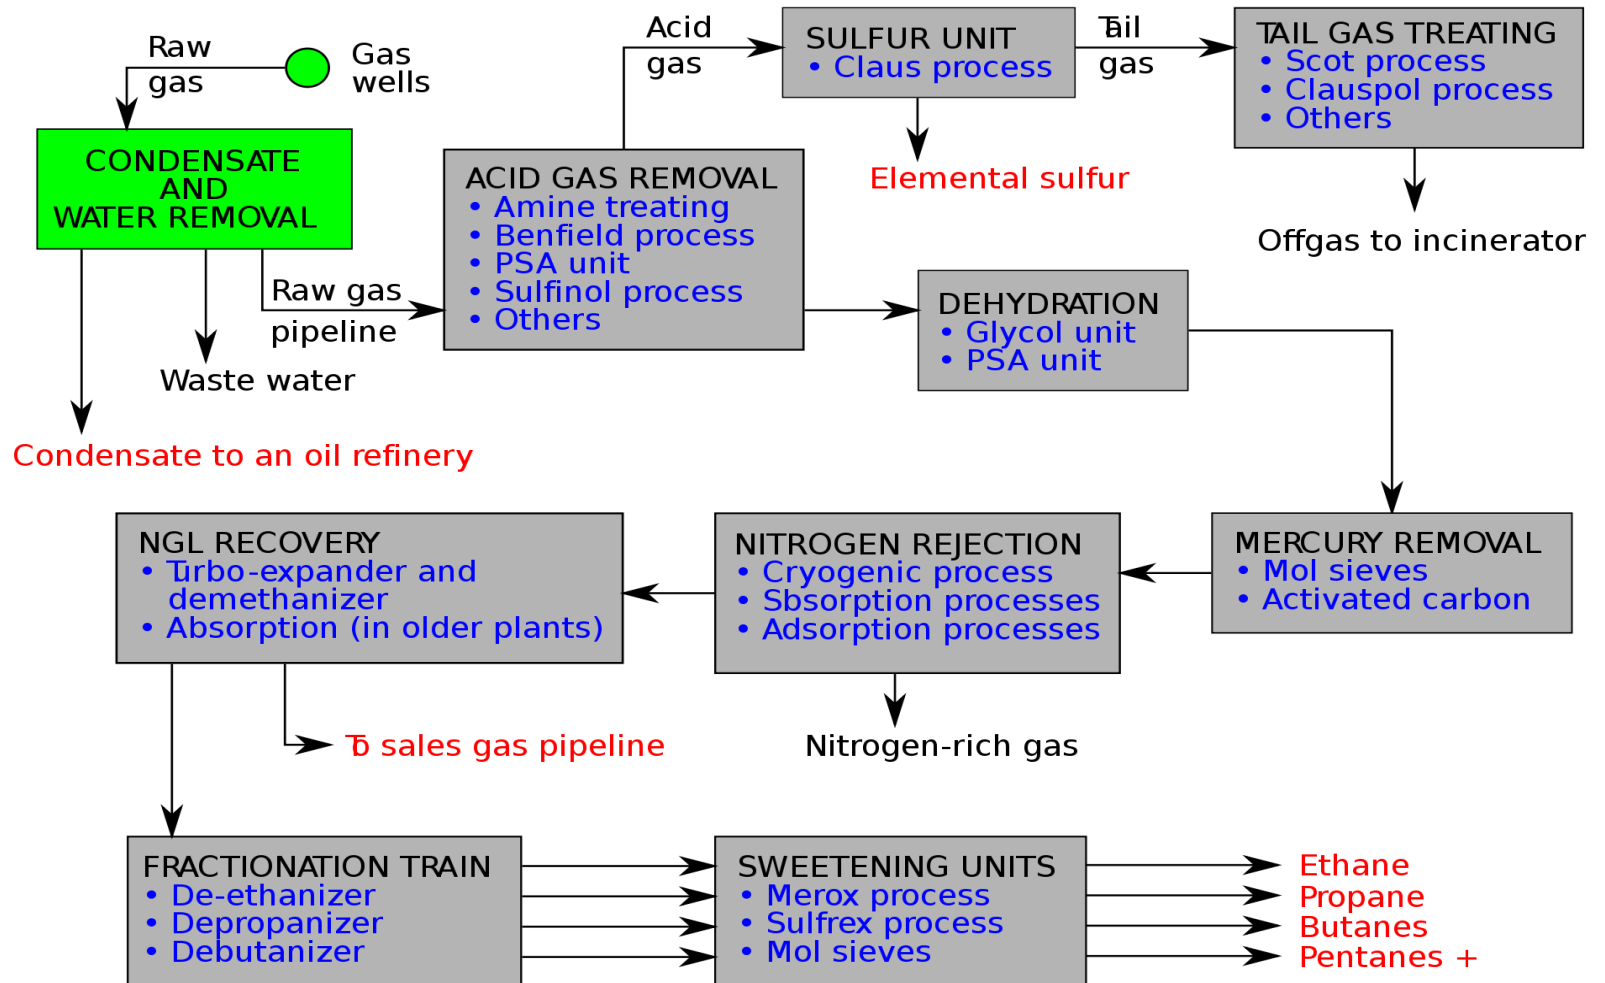 Raw
gas
Gas
wells
CONDENSATE
AND
WATER REMOVAL
Raw gas
pipeline
Waste water
Condensate to an oil refinery
ACID GAS REMOVAL
• Amine treating
• Benfield process
• PSA unit
• Sulfinol process
• Others
Acid
gas
SULFUR UNIT
• Claus process
Elemental sulfur
Tail
gas
TAIL GAS TREATING
• Scot process
• Clauspol process
• Others
Offgas to incinerator
DEHYDRATION
• Glycol unit
• PSA unit
MERCURY REMOVAL
• Mol sieves
• Activated carbon
NITROGEN REJECTION
• Cryogenic process
• Sbsorption processes
• Adsorption processes
Nitrogen-rich gas
NGL RECOVERY
• Turbo-expander and
demethanizer
• Absorption (in older plants)
To sales gas pipeline
FRACTIONATION TRAIN
• De-ethanizer
• Depropanizer
• Debutanizer
SWEETENING UNITS
• Merox process
• Sulfrex process
• Mol sieves
Ethane
Propane
Butanes
Pentanes +